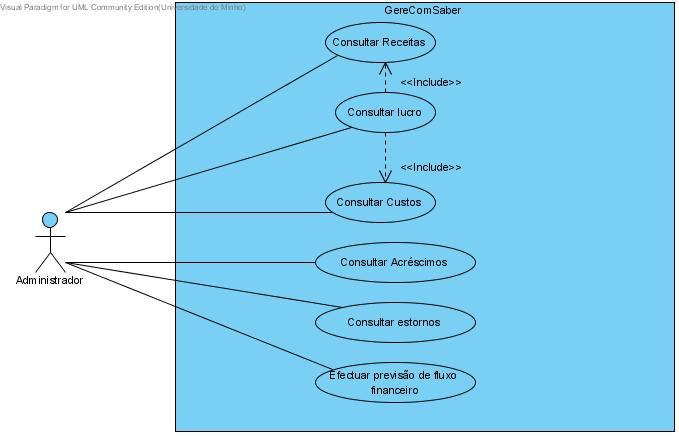 Visual Paradigm for UML Community Edition(Universidade do Minho)
GereComSaber
Consultar Receitas
<<Include>>
Consultar lucro
<<Include>>
Consultar Custos
Administrador
Consultar Acréscimos
Consultar estornos
Efectuar previsão de fluxo
financeiro